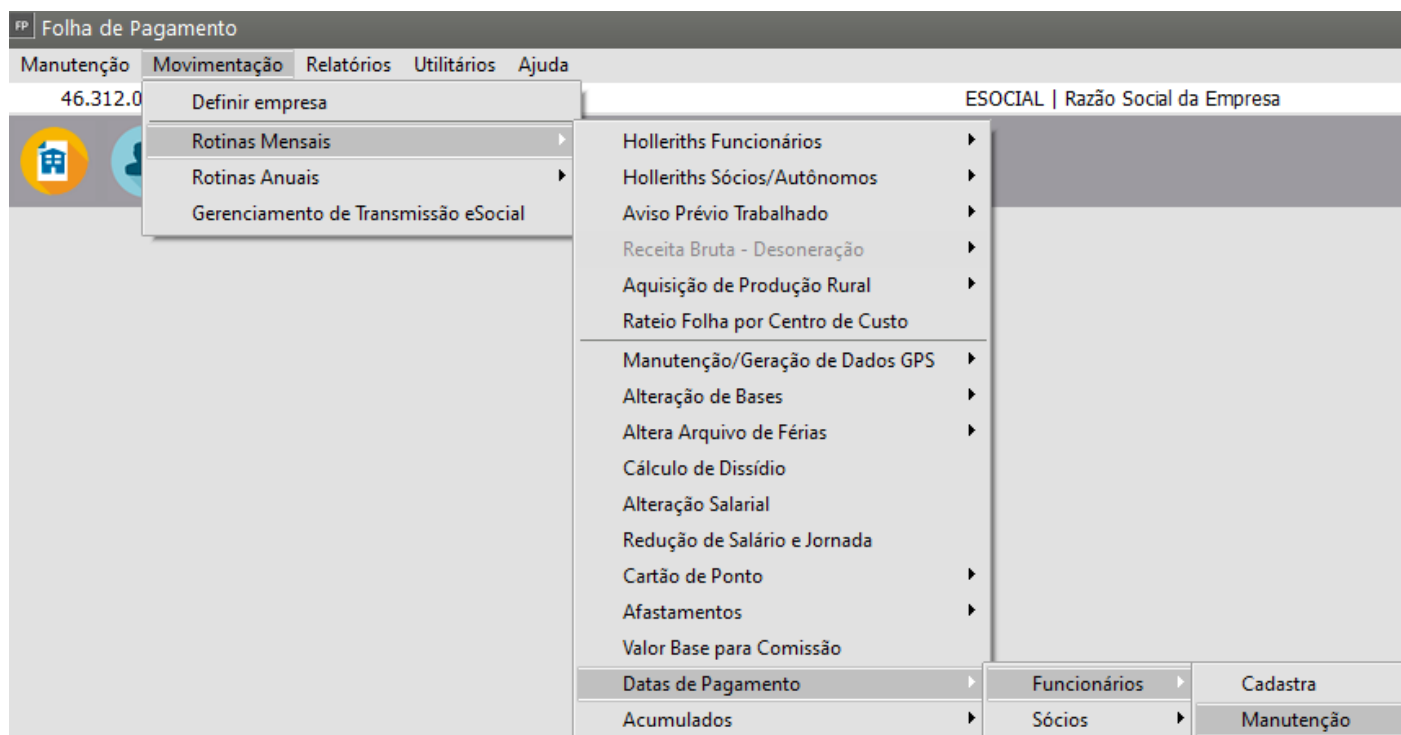 FP Folha de Pagamento
Manutenção Movimentação Relatórios Utilitários Ajuda
46.312.0 ESOCIAL | Razão Social da Empresa
Definir empresa
Rotinas Mensais
Rotinas Anuais
Gerenciamento de Transmissão eSocial
Holleriths Funcionários
Holleriths Sócios/Autônomos
Aviso Prévio Trabalhado
Receita Bruta - Desoneração
Aquisição de Produção Rural
Rateio Folha por Centro de Custo
Manutenção/Geração de Dados GPS
Alteração de Bases
Altera Arquivo de Férias
Cálculo de Dissídio
Alteração Salarial
Redução de Salário e Jornada
Cartão de Ponto
Afastamentos
Valor Base para Comissão
Datas de Pagamento
Acumulados
Funcionários
Sócios
Cadastra
Manutenção